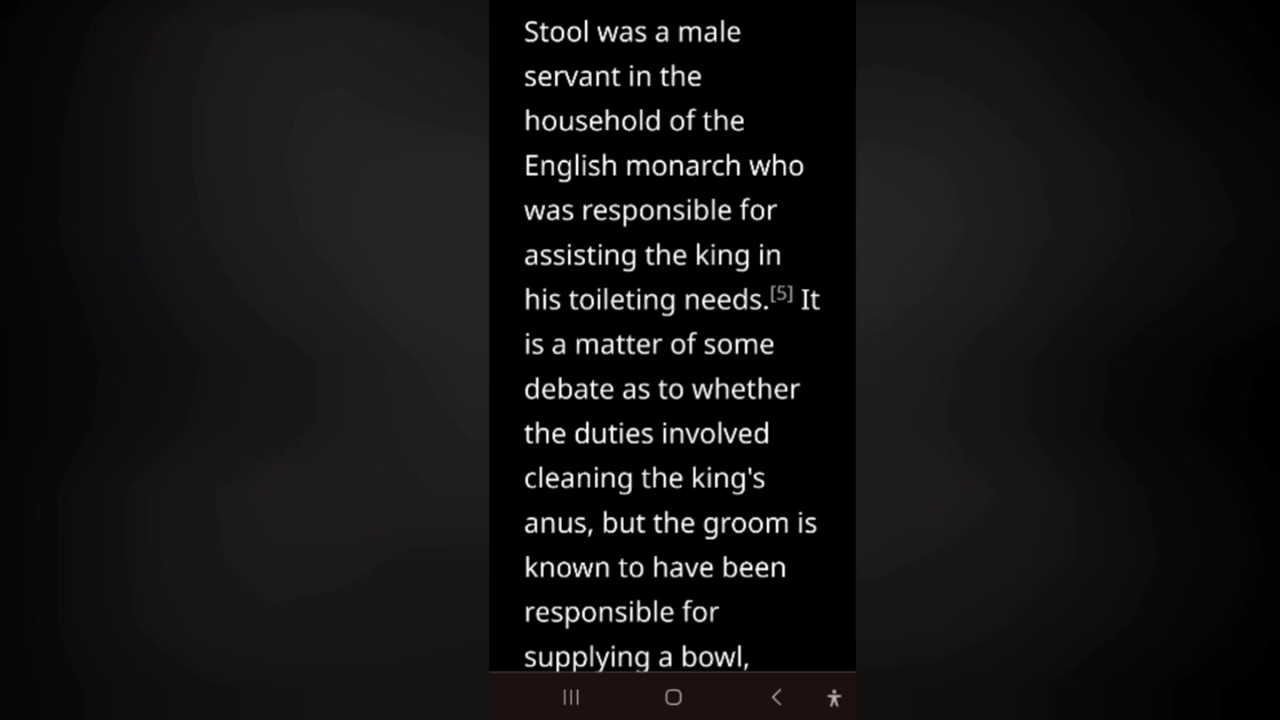 Stool was a male
servant in the
household of the
English monarch who
was responsible for
assisting the king in
his toileting needs.[5] It
is a matter of some
debate as to whether
the duties involved
cleaning the king's
anus, but the groom is
known to have been
responsible for
supplying a bowl,